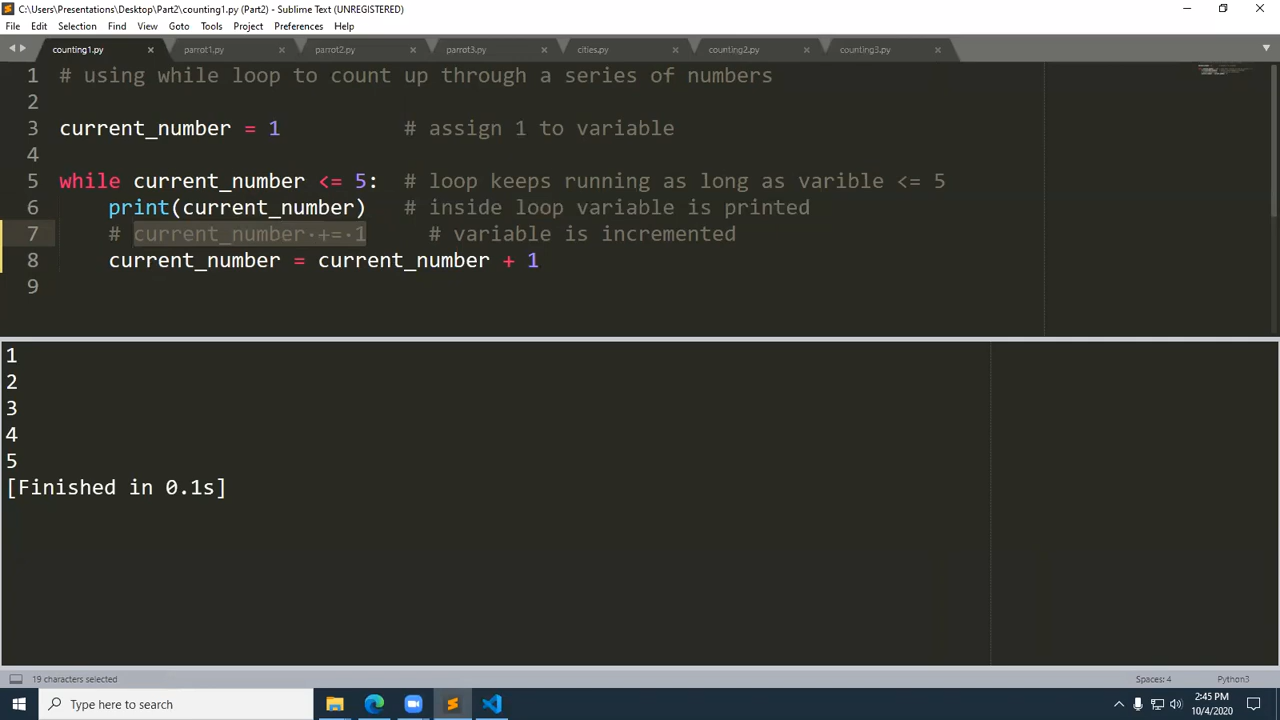 C:\Users\Presentations\Desktop\Part2\counting1.py (Part2) - Sublime Text (UNREGISTERED)
File Edit Selection Find View Goto Tools Project Preferences Help
counting1.py parrot1.py parrot2.py parrot3.py cities.py counting2.py counting3.py
1 # using while loop to count up through a series of numbers
2
3 current_number = 1 # assign 1 to variable
4
5 while current_number <= 5: # loop keeps running as long as varible <= 5
6 print(current_number) # inside loop variable is printed
7 # current_number += 1 # variable is incremented
8 current_number = current_number + 1
9
1
2
3
4
5
[Finished in 0.1s]
19 characters selected Spaces: 4 Python3
Type here to search 2:45 PM
10/4/2020